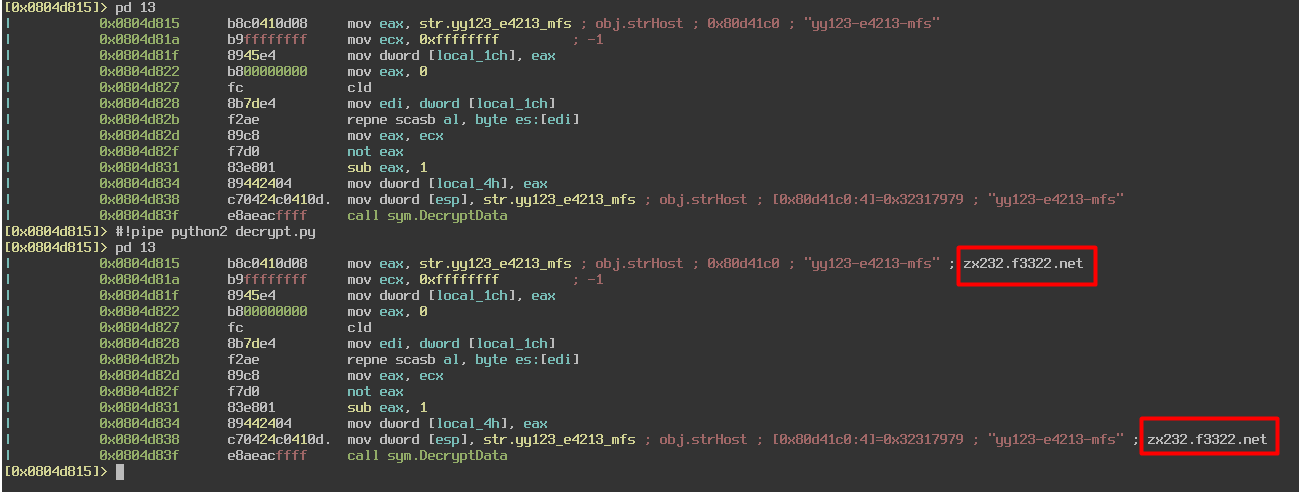 [0x0804d815]> pd 13
| 0x0804d815 b8c0410d08 mov eax, str.yy123_e4213_mfs ; obj.strHost ; 0x80d41c0 ; "yy123-e4213-mfs"
| 0x0804d81a b9ffffffff mov ecx, 0xffffffff ; -1
| 0x0804d81f 8945e4 mov dword [local_1ch], eax
| 0x0804d822 b800000000 mov eax, 0
| 0x0804d827 fc cld
| 0x0804d828 8b7de4 mov edi, dword [local_1ch]
| 0x0804d82b f2ae repne scasb al, byte es:[edi]
| 0x0804d82d 89c8 mov eax, ecx
| 0x0804d82f f7d0 not eax
| 0x0804d831 83e801 sub eax, 1
| 0x0804d834 89442404 mov dword [local_4h], eax
| 0x0804d838 c70424c0410d. mov dword [esp], str.yy123_e4213_mfs ; obj.strHost ; [0x80d41c0:4]=0x32317979 ; "yy123-e4213-mfs"
| 0x0804d83f e8aeacffff call sym.DecryptData
[0x0804d815]> #!pipe python2 decrypt.py
[0x0804d815]> pd 13
| 0x0804d815 b8c0410d08 mov eax, str.yy123_e4213_mfs ; obj.strHost ; 0x80d41c0 ; "yy123-e4213-mfs" ; zx232.f3322.net
| 0x0804d81a b9ffffffff mov ecx, 0xffffffff ; -1
| 0x0804d81f 8945e4 mov dword [local_1ch], eax
| 0x0804d822 b800000000 mov eax, 0
| 0x0804d827 fc cld
| 0x0804d828 8b7de4 mov edi, dword [local_1ch]
| 0x0804d82b f2ae repne scasb al, byte es:[edi]
| 0x0804d82d 89c8 mov eax, ecx
| 0x0804d82f f7d0 not eax
| 0x0804d831 83e801 sub eax, 1
| 0x0804d834 89442404 mov dword [local_4h], eax
| 0x0804d838 c70424c0410d. mov dword [esp], str.yy123_e4213_mfs ; obj.strHost ; [0x80d41c0:4]=0x32317979 ; "yy123-e4213-mfs" ; zx232.f3322.net
| 0x0804d83f e8aeacffff call sym.DecryptData
[0x0804d815]>